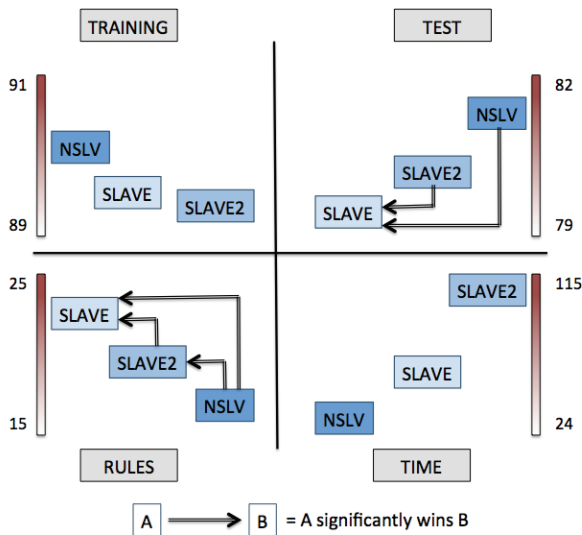 TRAINING
TEST
91
82
NSLV
NSLV
SLAVE2
SLAVE
SLAVE2
SLAVE
89
79
25
115
SLAVE2
SLAVE
SLAVE2
SLAVE
NSLV
NSLV
15
24
RULES
TIME
A B = A significantly wins B